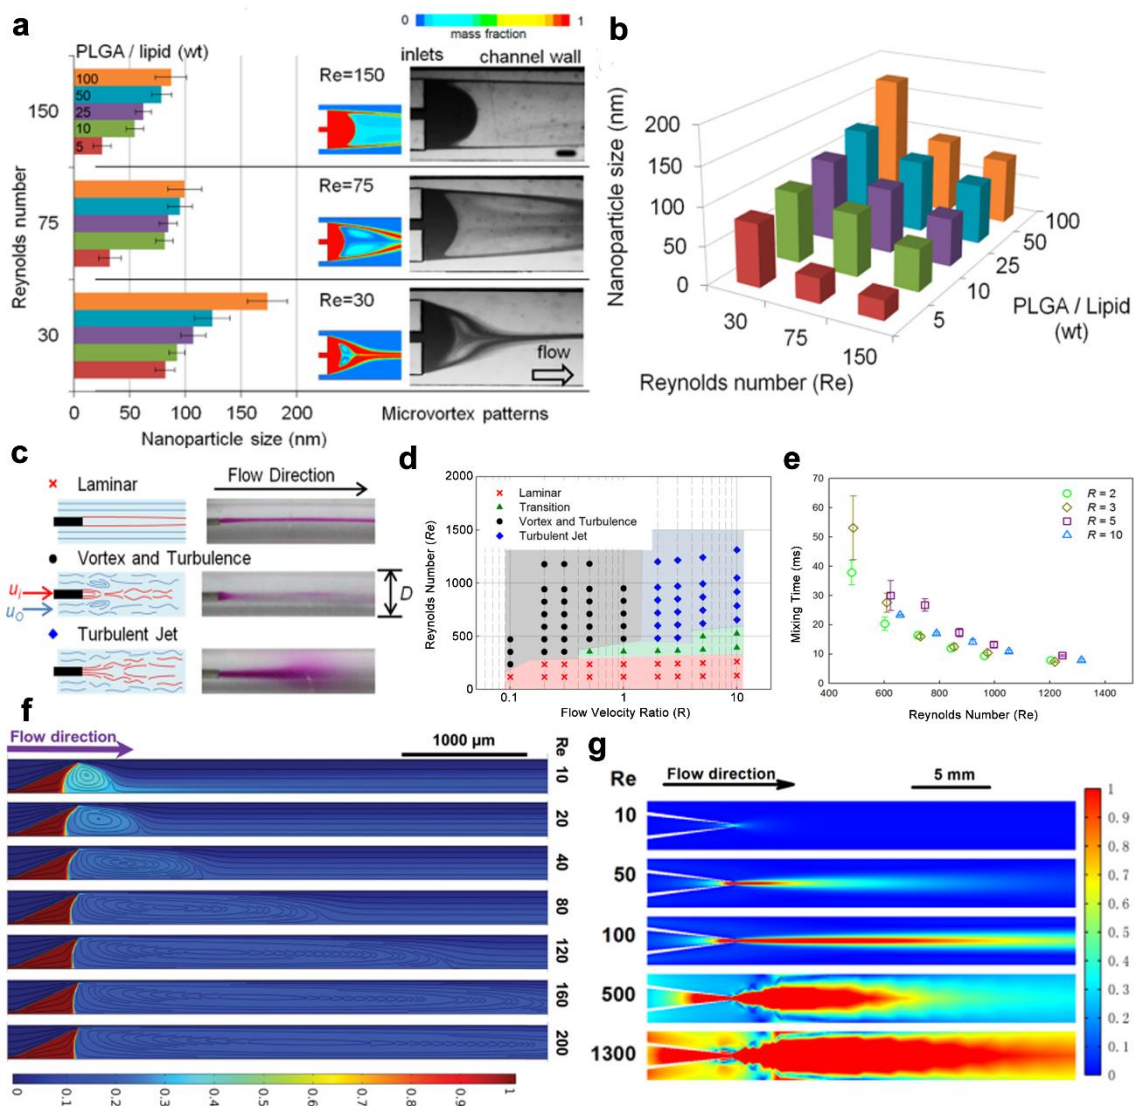 a
0
1
mass fraction
PLGA / lipid (wt)
inlets
channel wall
Reynolds number
150
100
50
25
10
5
Re=150
75
Re=75
30
Re=30
flow
0
50
100
150
200
Nanoparticle size (nm)
Microvortex patterns
b
Nanoparticle size (nm)
200
150
100
50
0
30
75
150
Reynolds number (Re)
5
10
25
50
100
PLGA / Lipid
(wt)
c
Laminar
Flow Direction
Vortex and Turbulence
ui
uO
D
Turbulent Jet
d
Reynolds Number (Re)
2000
1500
1000
500
0
Laminar
Transition
Vortex and Turbulence
Turbulent Jet
0.1
1
10
Flow Velocity Ratio (R)
e
Mixing Time (ms)
70
60
50
40
30
20
10
0
R = 2
R = 3
R = 5
R = 10
400
600
800
1000
1200
1400
Reynolds Number (Re)
f
Flow direction
1000 µm
Re
10
20
40
80
120
160
200
0
0.1
0.2
0.3
0.4
0.5
0.6
0.7
0.8
0.9
1
g
Re
Flow direction
5 mm
10
50
100
500
1300
1
0.9
0.8
0.7
0.6
0.5
0.4
0.3
0.2
0.1
0